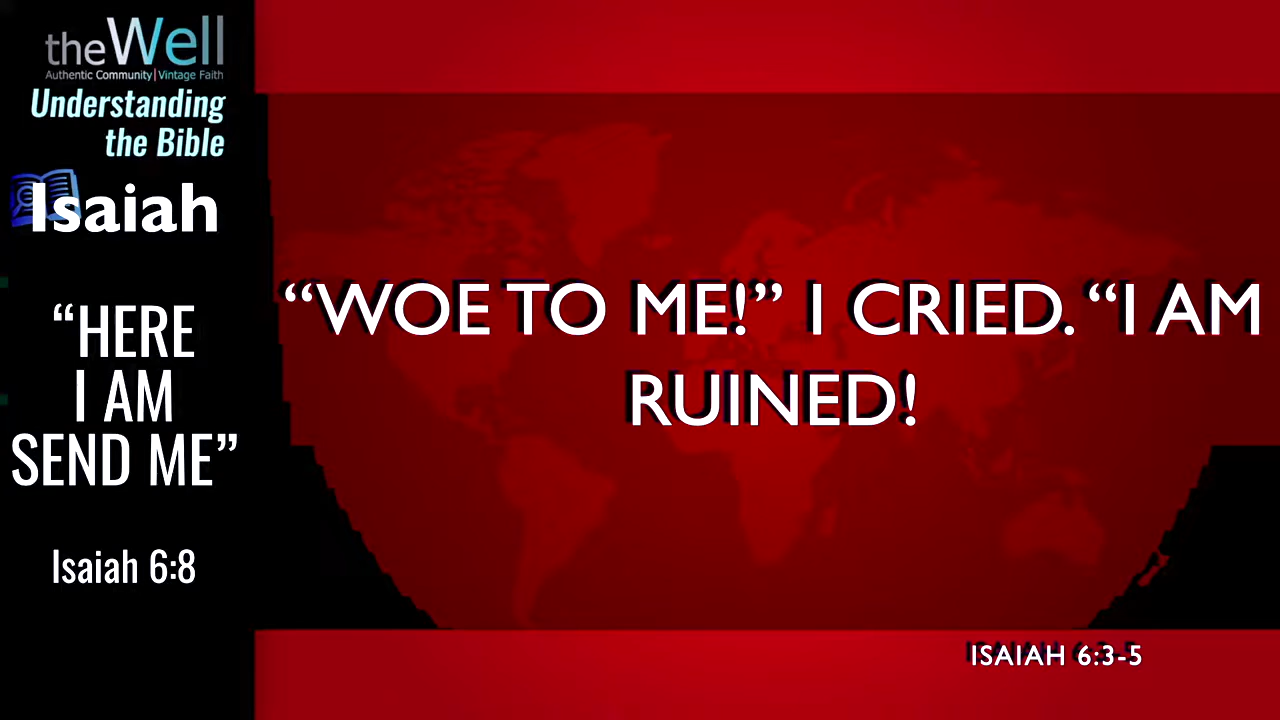 theWell
Authentic Community|Vintage Faith
Understanding
the Bible
Isaiah
“HERE
I AM
SEND ME”
Isaiah 6:8
“WOE TO ME!” I CRIED. “I AM
RUINED!
ISAIAH 6:3-5